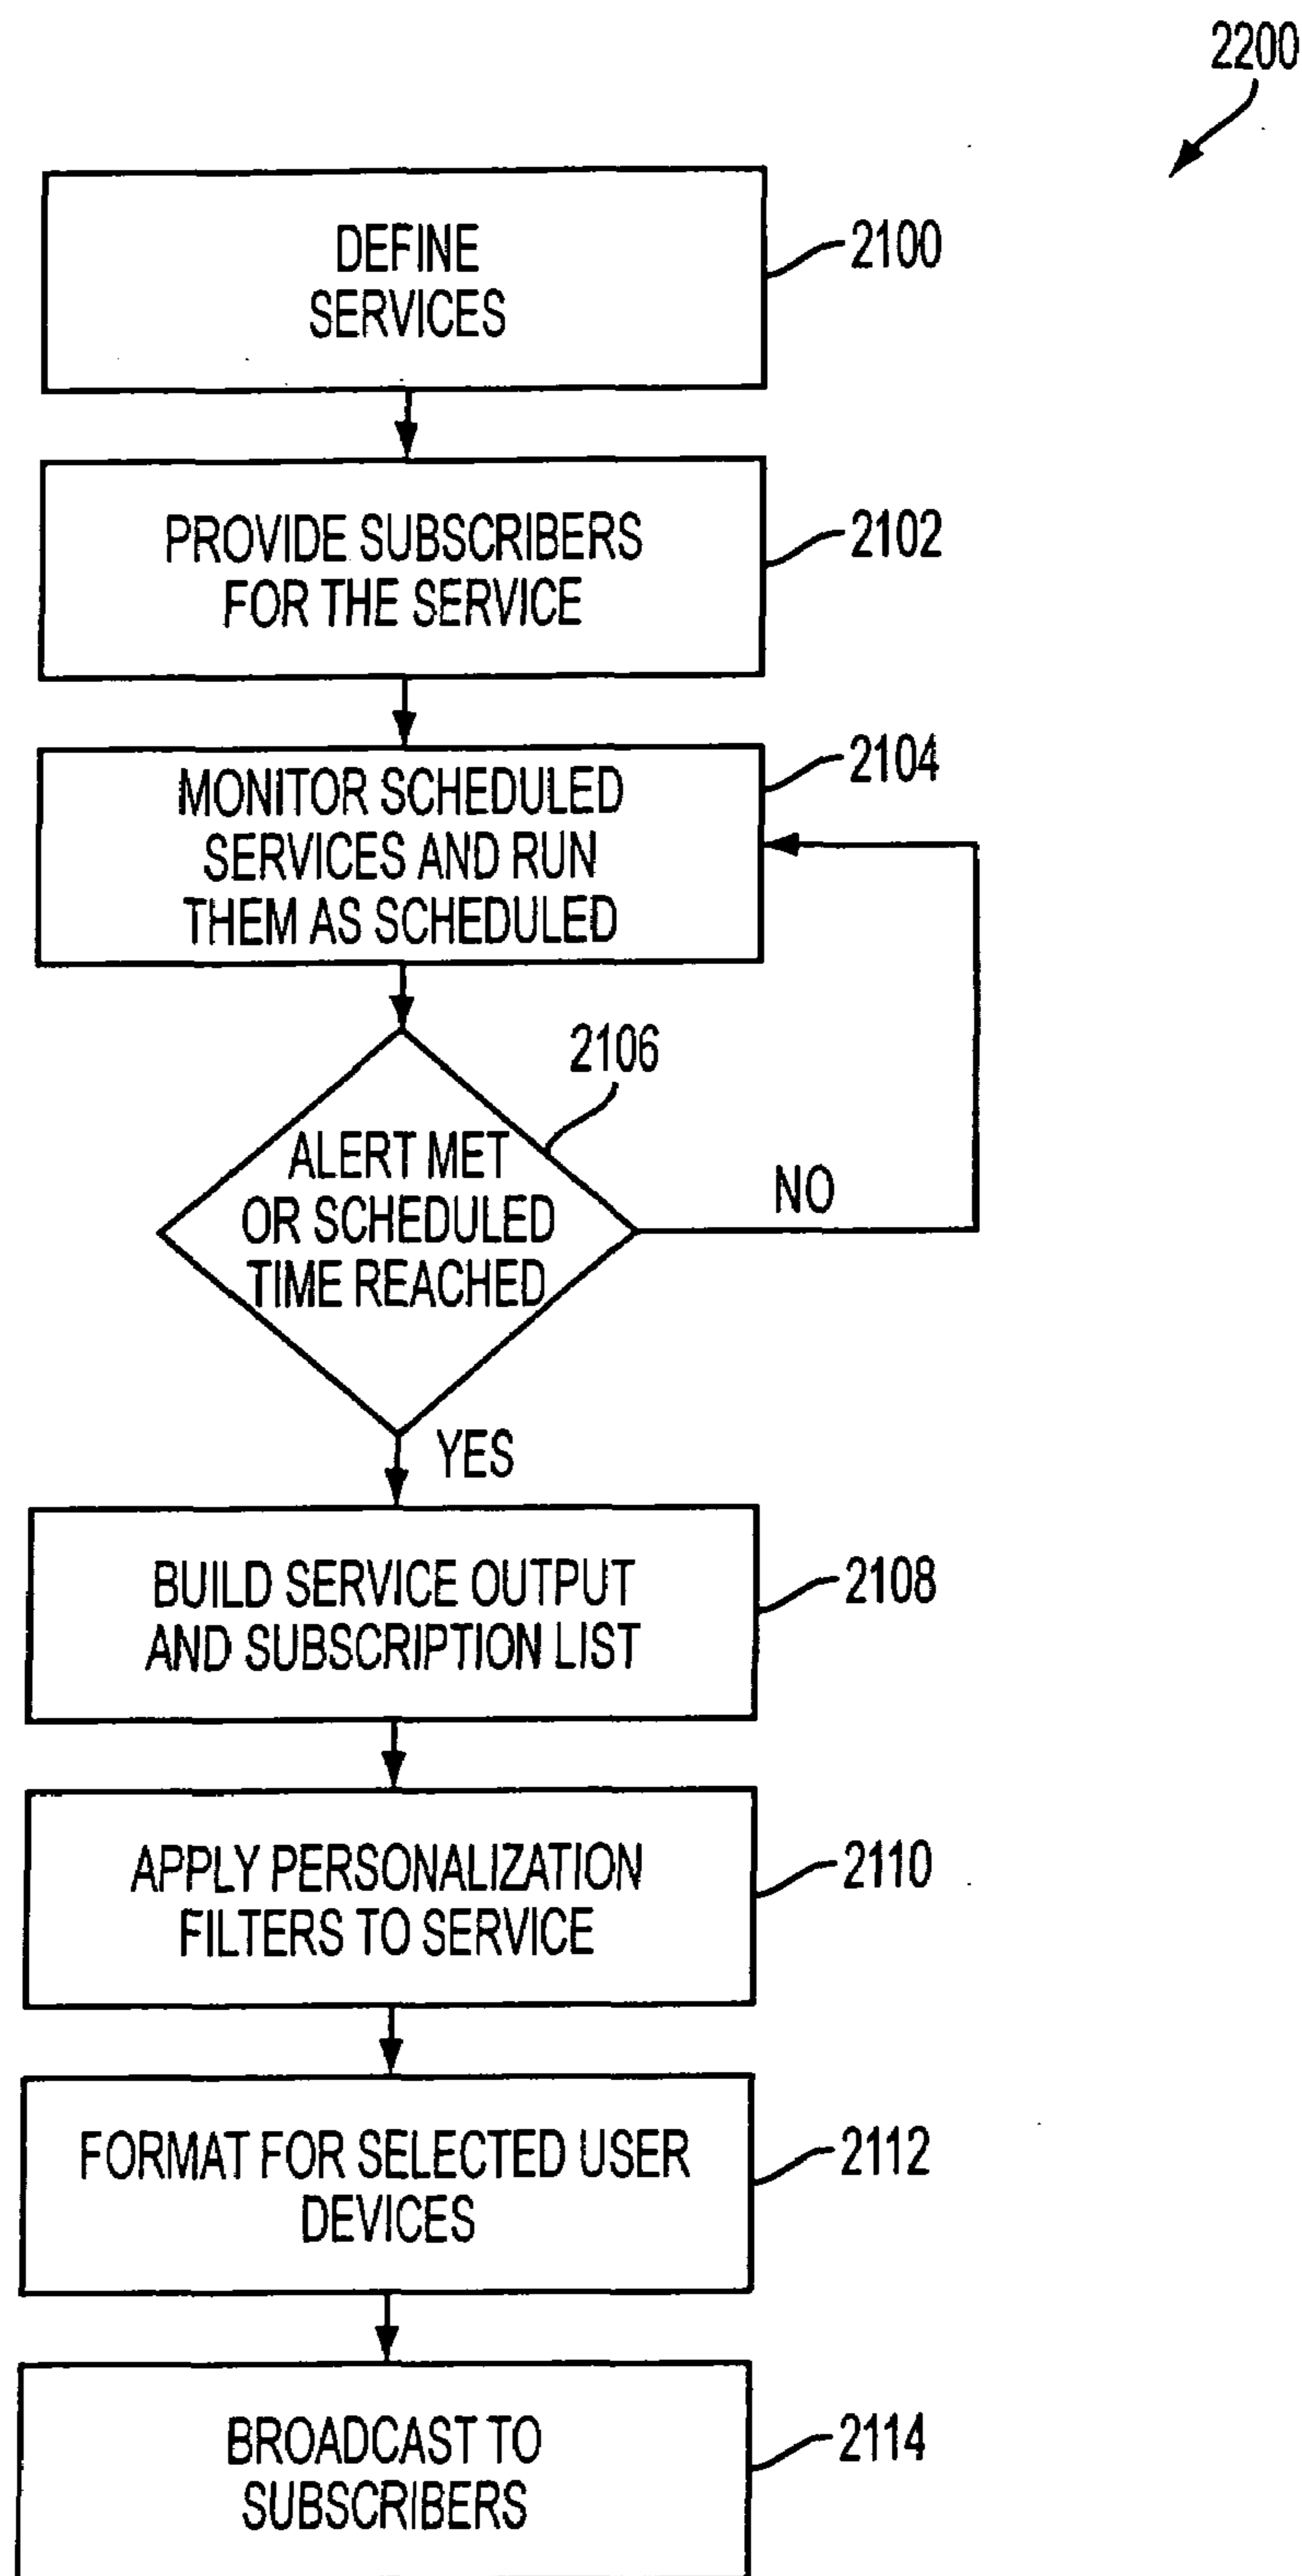 2200
DEFINE
SERVICES
2100
PROVIDE SUBSCRIBERS
FOR THE SERVICE
2102
MONITOR SCHEDULED
SERVICES AND RUN
THEM AS SCHEDULED
2104
2106
ALERT MET
OR SCHEDULED
TIME REACHED
NO
YES
BUILD SERVICE OUTPUT
AND SUBSCRIPTION LIST
2108
APPLY PERSONALIZATION
FILTERS TO SERVICE
2110
FORMAT FOR SELECTED USER
DEVICES
2112
BROADCAST TO
SUBSCRIBERS
2114